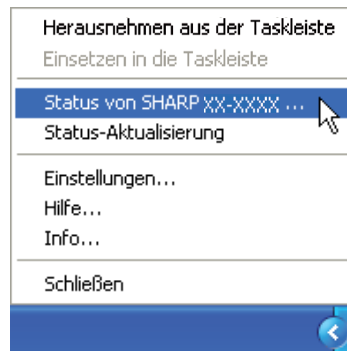 Herausnehmen aus der Taskleiste
Einsetzen in die Taskleiste
Status von SHARP XX-XXXX ...
Status-Aktualisierung
Einstellungen...
Hilfe...
Info...
Schließen